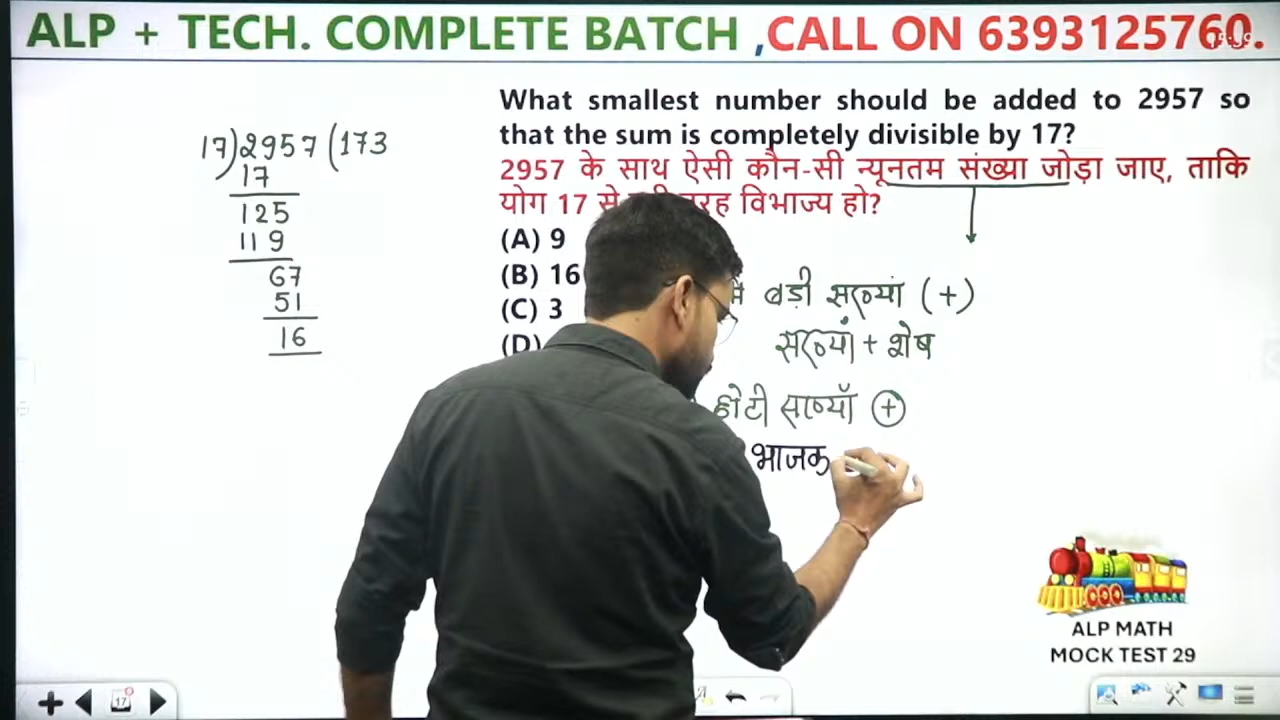 ALP + TECH. COMPLETE BATCH ,CALL ON 6393125760.
What smallest number should be added to 2957 so
that the sum is completely divisible by 17?
2957 के साथ ऐसी कौन-सी न्यूनतम संख्या जोड़ा जाए, ताकि
योग 17 से विभाज्य हो?
(A) 9
(B) 16
(C) 3
(D)
17)2957(173
17
125
119
67
51
16
बड़ी (+)
+ शेष
+
भाजक
ALP MATH
MOCK TEST 29
17